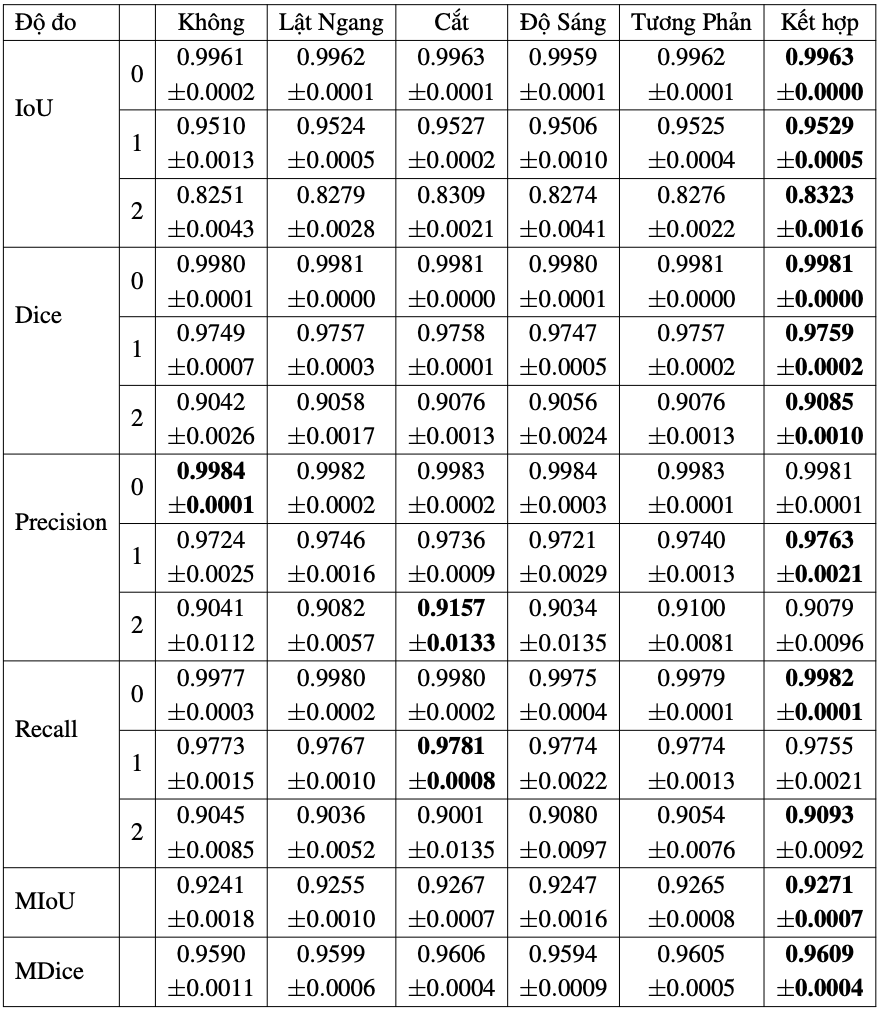 Độ đo Không Lật Ngang Cắt Độ Sáng Tương Phản Kết hợp
IoU
0 0.9961 0.9962 0.9963 0.9959 0.9962 0.9963
±0.0002 ±0.0001 ±0.0001 ±0.0001 ±0.0001 ±0.0000
1 0.9510 0.9524 0.9527 0.9506 0.9525 0.9529
±0.0013 ±0.0005 ±0.0002 ±0.0010 ±0.0004 ±0.0005
2 0.8251 0.8279 0.8309 0.8274 0.8276 0.8323
±0.0043 ±0.0028 ±0.0021 ±0.0041 ±0.0022 ±0.0016
Dice
0 0.9980 0.9981 0.9981 0.9980 0.9981 0.9981
±0.0001 ±0.0000 ±0.0000 ±0.0001 ±0.0000 ±0.0000
1 0.9749 0.9757 0.9758 0.9747 0.9757 0.9759
±0.0007 ±0.0003 ±0.0001 ±0.0005 ±0.0002 ±0.0002
2 0.9042 0.9058 0.9076 0.9056 0.9076 0.9085
±0.0026 ±0.0017 ±0.0013 ±0.0024 ±0.0013 ±0.0010
Precision
0 0.9984 0.9982 0.9983 0.9984 0.9983 0.9981
±0.0001 ±0.0002 ±0.0002 ±0.0003 ±0.0001 ±0.0001
1 0.9724 0.9746 0.9736 0.9721 0.9740 0.9763
±0.0025 ±0.0016 ±0.0009 ±0.0029 ±0.0013 ±0.0021
2 0.9041 0.9082 0.9157 0.9034 0.9100 0.9079
±0.0112 ±0.0057 ±0.0133 ±0.0135 ±0.0081 ±0.0096
Recall
0 0.9977 0.9980 0.9980 0.9975 0.9979 0.9982
±0.0003 ±0.0002 ±0.0002 ±0.0004 ±0.0001 ±0.0001
1 0.9773 0.9767 0.9781 0.9774 0.9774 0.9755
±0.0015 ±0.0010 ±0.0008 ±0.0022 ±0.0013 ±0.0021
2 0.9045 0.9036 0.9001 0.9080 0.9054 0.9093
±0.0085 ±0.0052 ±0.0135 ±0.0097 ±0.0076 ±0.0092
MIoU
0.9241 0.9255 0.9267 0.9247 0.9265 0.9271
±0.0018 ±0.0010 ±0.0007 ±0.0016 ±0.0008 ±0.0007
MDice
0.9590 0.9599 0.9606 0.9594 0.9605 0.9609
±0.0011 ±0.0006 ±0.0004 ±0.0009 ±0.0005 ±0.0004